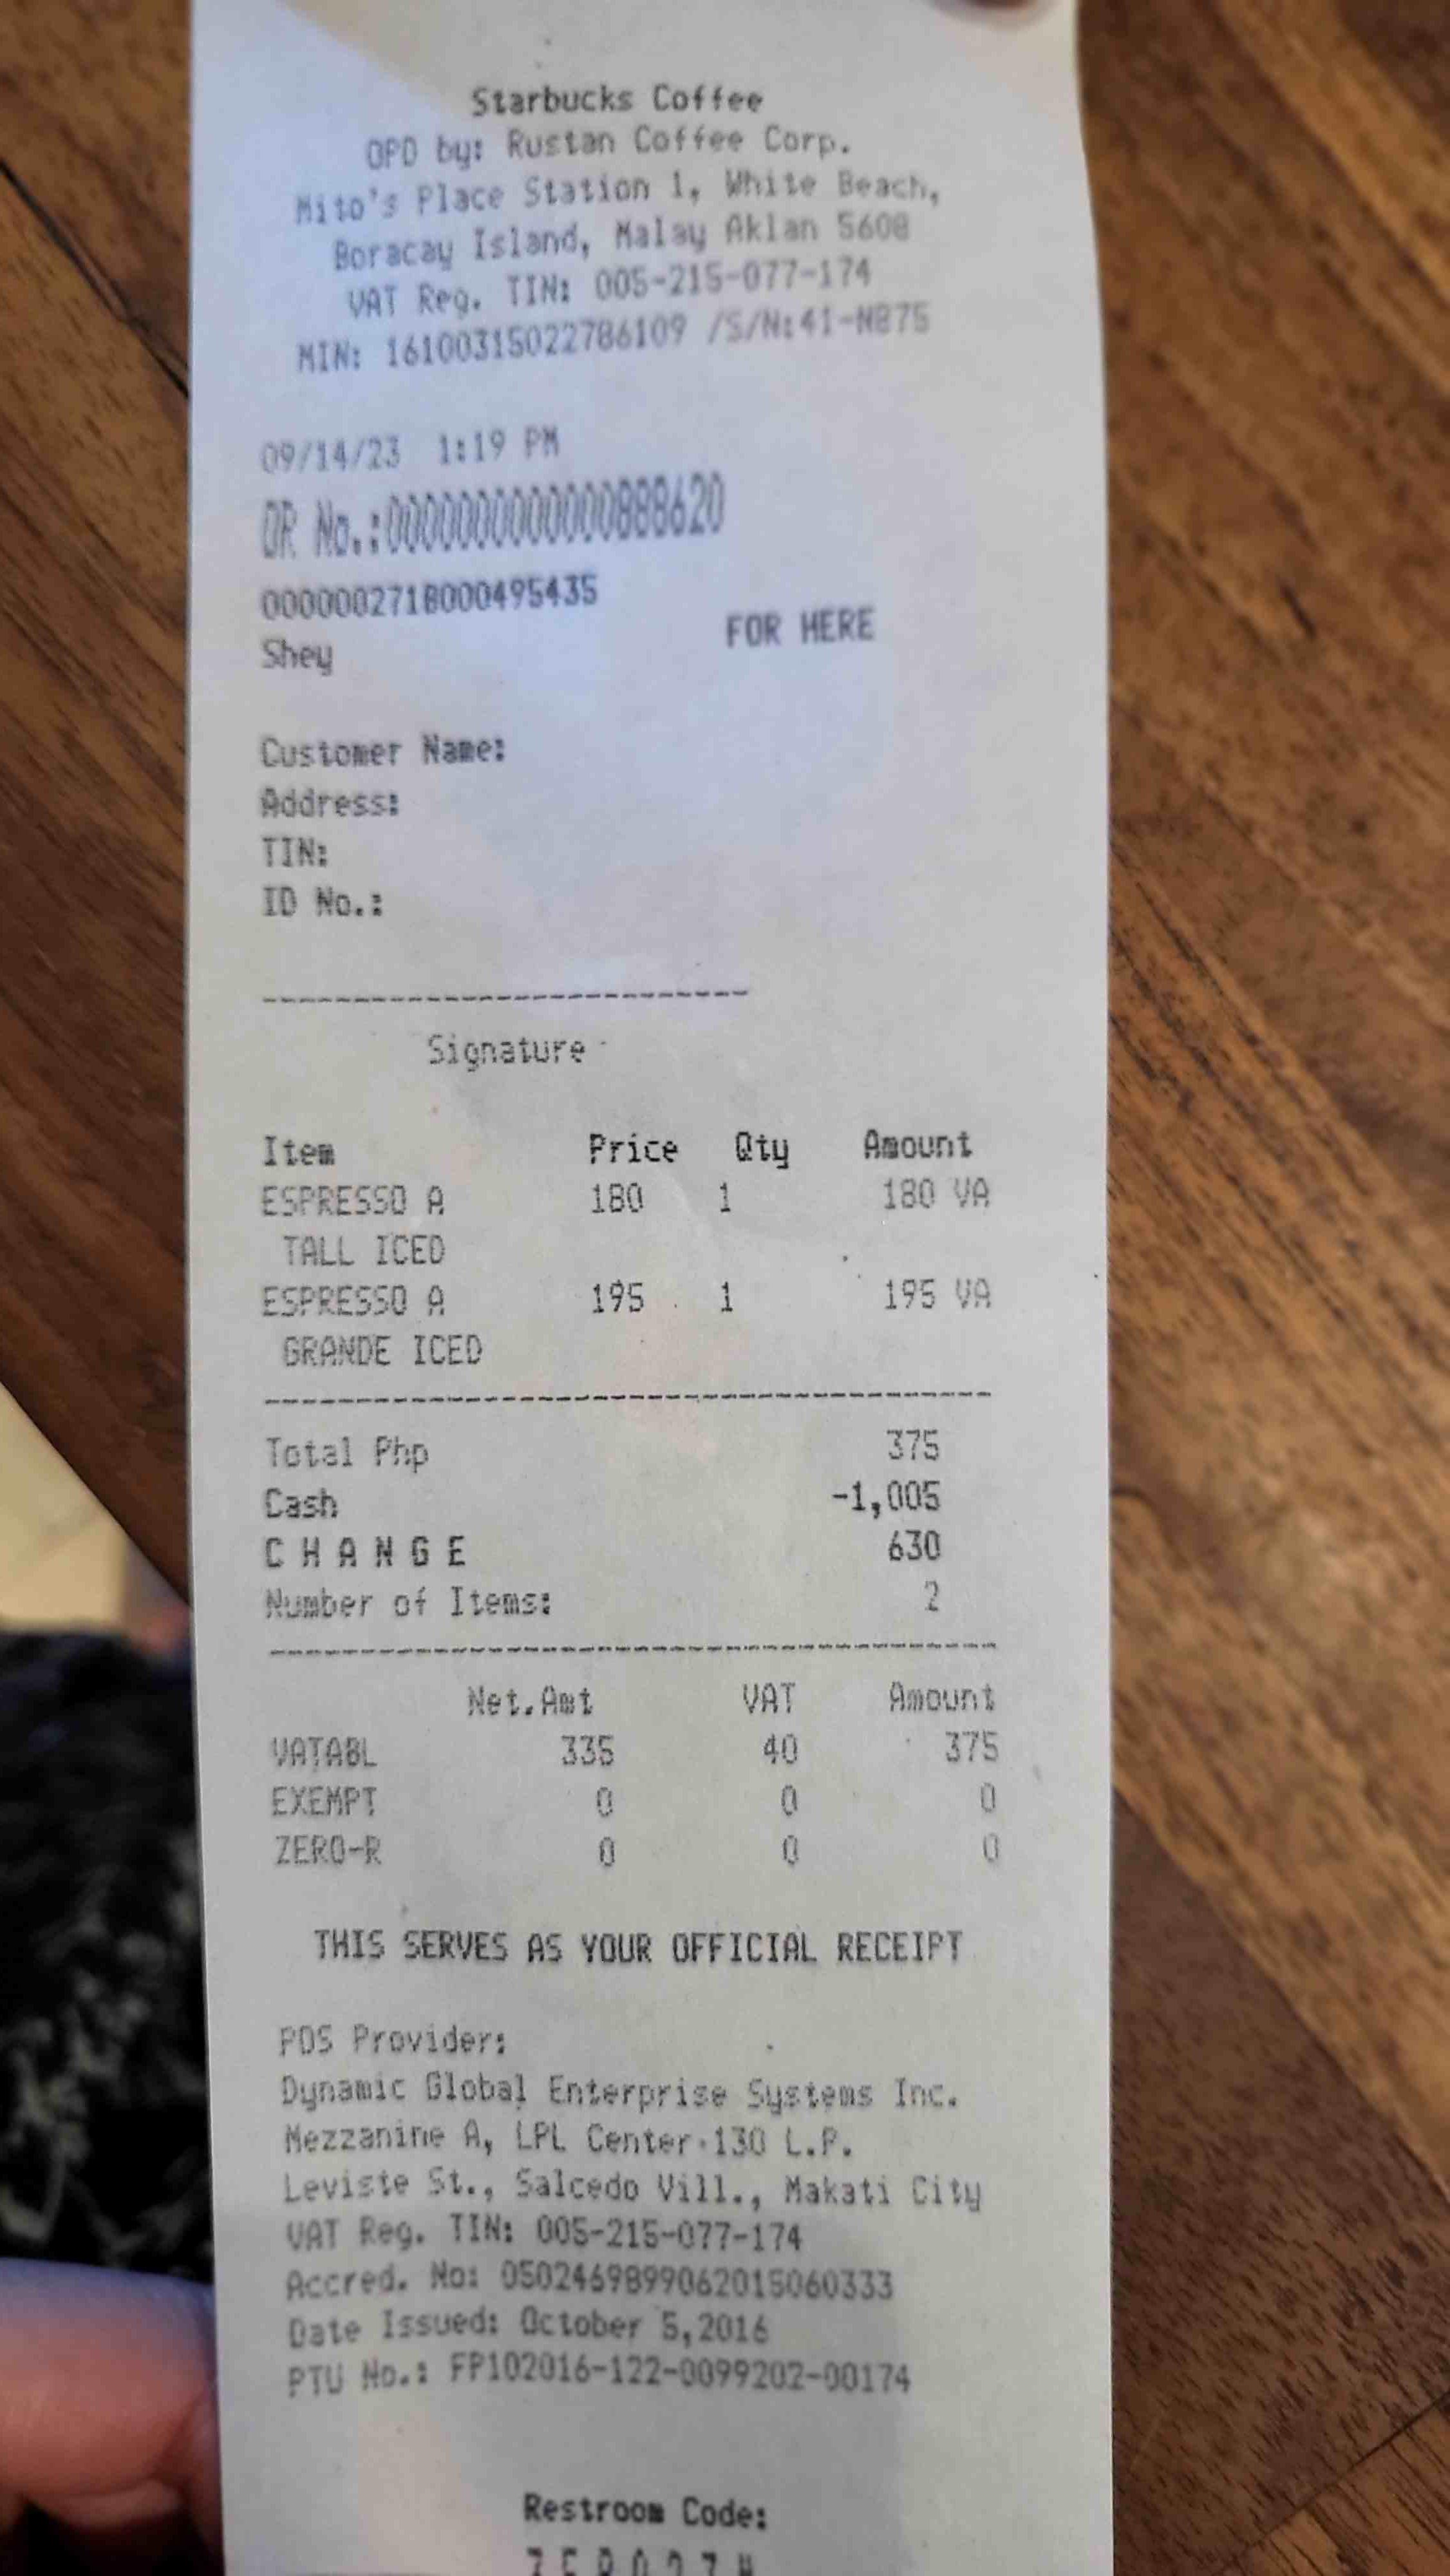 Starbucks Coffee
OPD by: Rustan Coffee Corp.
Mito's Place Station 1, White Beach,
Boracay Island, Malay Aklan 5608
VAT Reg. TIN: 005-215-077-174
MIN: 16100315022786109 /S/N:41-NB75
09/14/23 1:19 PM
OR No.:000000000000888620
0000002718000495435
FOR HERE
Shey
Customer Name:
Address:
TIN:
ID No.:
Signature
Item Price Qty Amount
ESPRESSO A 180 1 180 VA
TALL ICED
ESPRESSO A 195 1 195 VA
GRANDE ICED
Total Php 375
Cash -1,005
C H A N G E 630
Number of Items: 2
Net.Amt VAT Amount
VATABL 335 40 375
EXEMPT 0 0 0
ZERO-R 0 0 0
THIS SERVES AS YOUR OFFICIAL RECEIPT
POS Provider:
Dynamic Global Enterprise Systems Inc.
Mezzanine A, LPL Center 130 L.P.
Leviste St., Salcedo Vill., Makati City
VAT Reg. TIN: 005-215-077-174
Accred. No: 05024698990620150​60333
Date Issued: October 5,2016
PTU No.: FP102016-122-0099202-00174
Restroom Code: